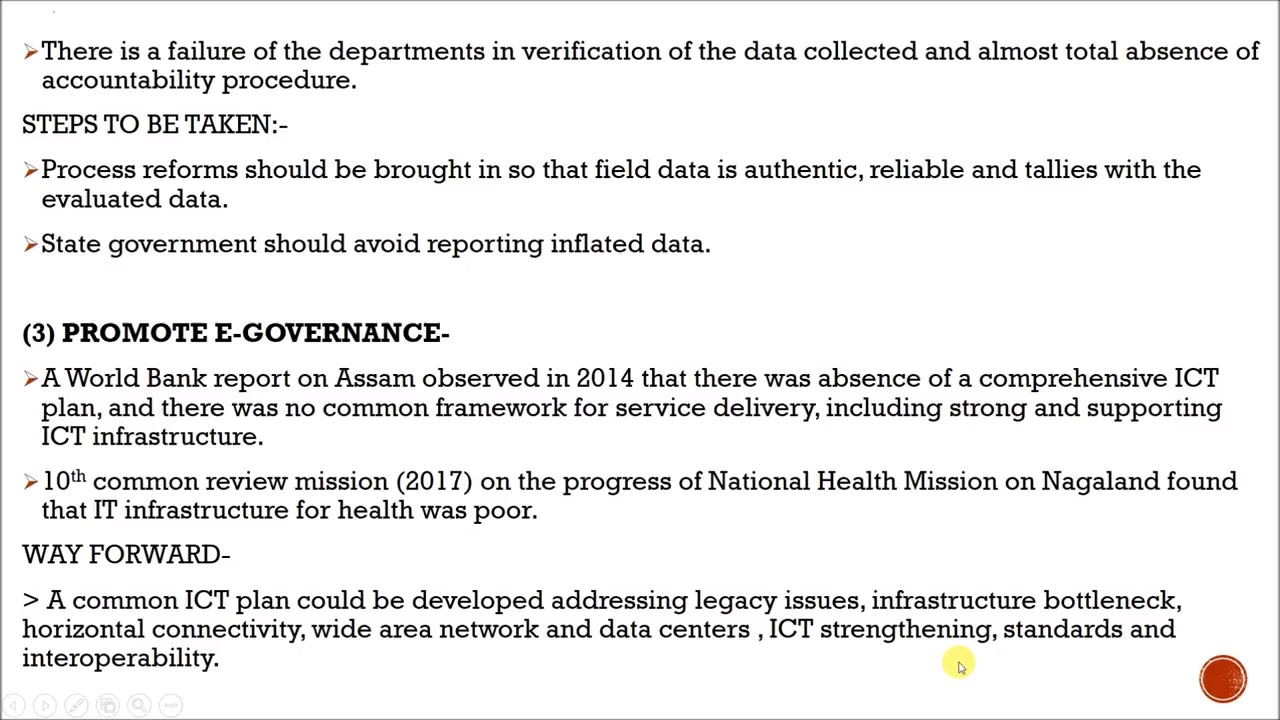 ➢There is a failure of the departments in verification of the data collected and almost total absence of
accountability procedure.
STEPS TO BE TAKEN:-
➢Process reforms should be brought in so that field data is authentic, reliable and tallies with the
evaluated data.
➢State government should avoid reporting inflated data.
(3) PROMOTE E-GOVERNANCE-
➢A World Bank report on Assam observed in 2014 that there was absence of a comprehensive ICT
plan, and there was no common framework for service delivery, including strong and supporting
ICT infrastructure.
➢10th common review mission (2017) on the progress of National Health Mission on Nagaland found
that IT infrastructure for health was poor.
WAY FORWARD-
> A common ICT plan could be developed addressing legacy issues, infrastructure bottleneck,
horizontal connectivity, wide area network and data centers , ICT strengthening, standards and
interoperability.